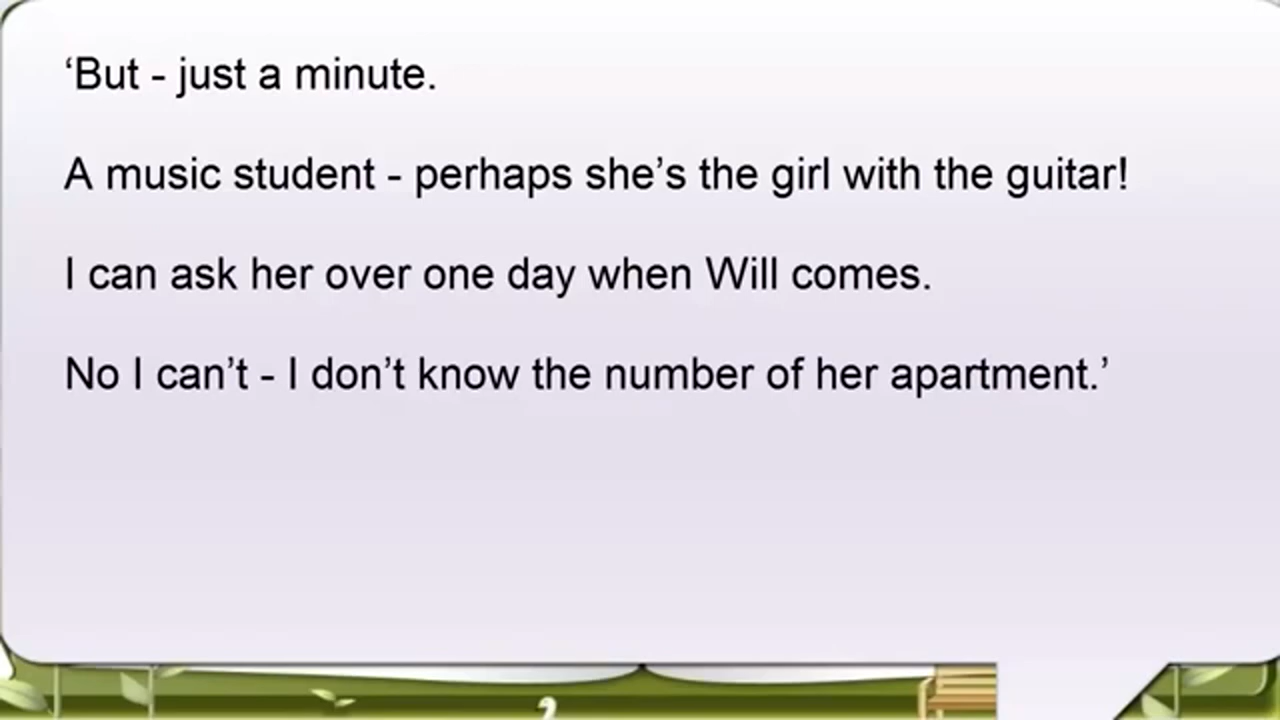 ‘But - just a minute.
A music student - perhaps she’s the girl with the guitar!
I can ask her over one day when Will comes.
No I can’t - I don’t know the number of her apartment.’